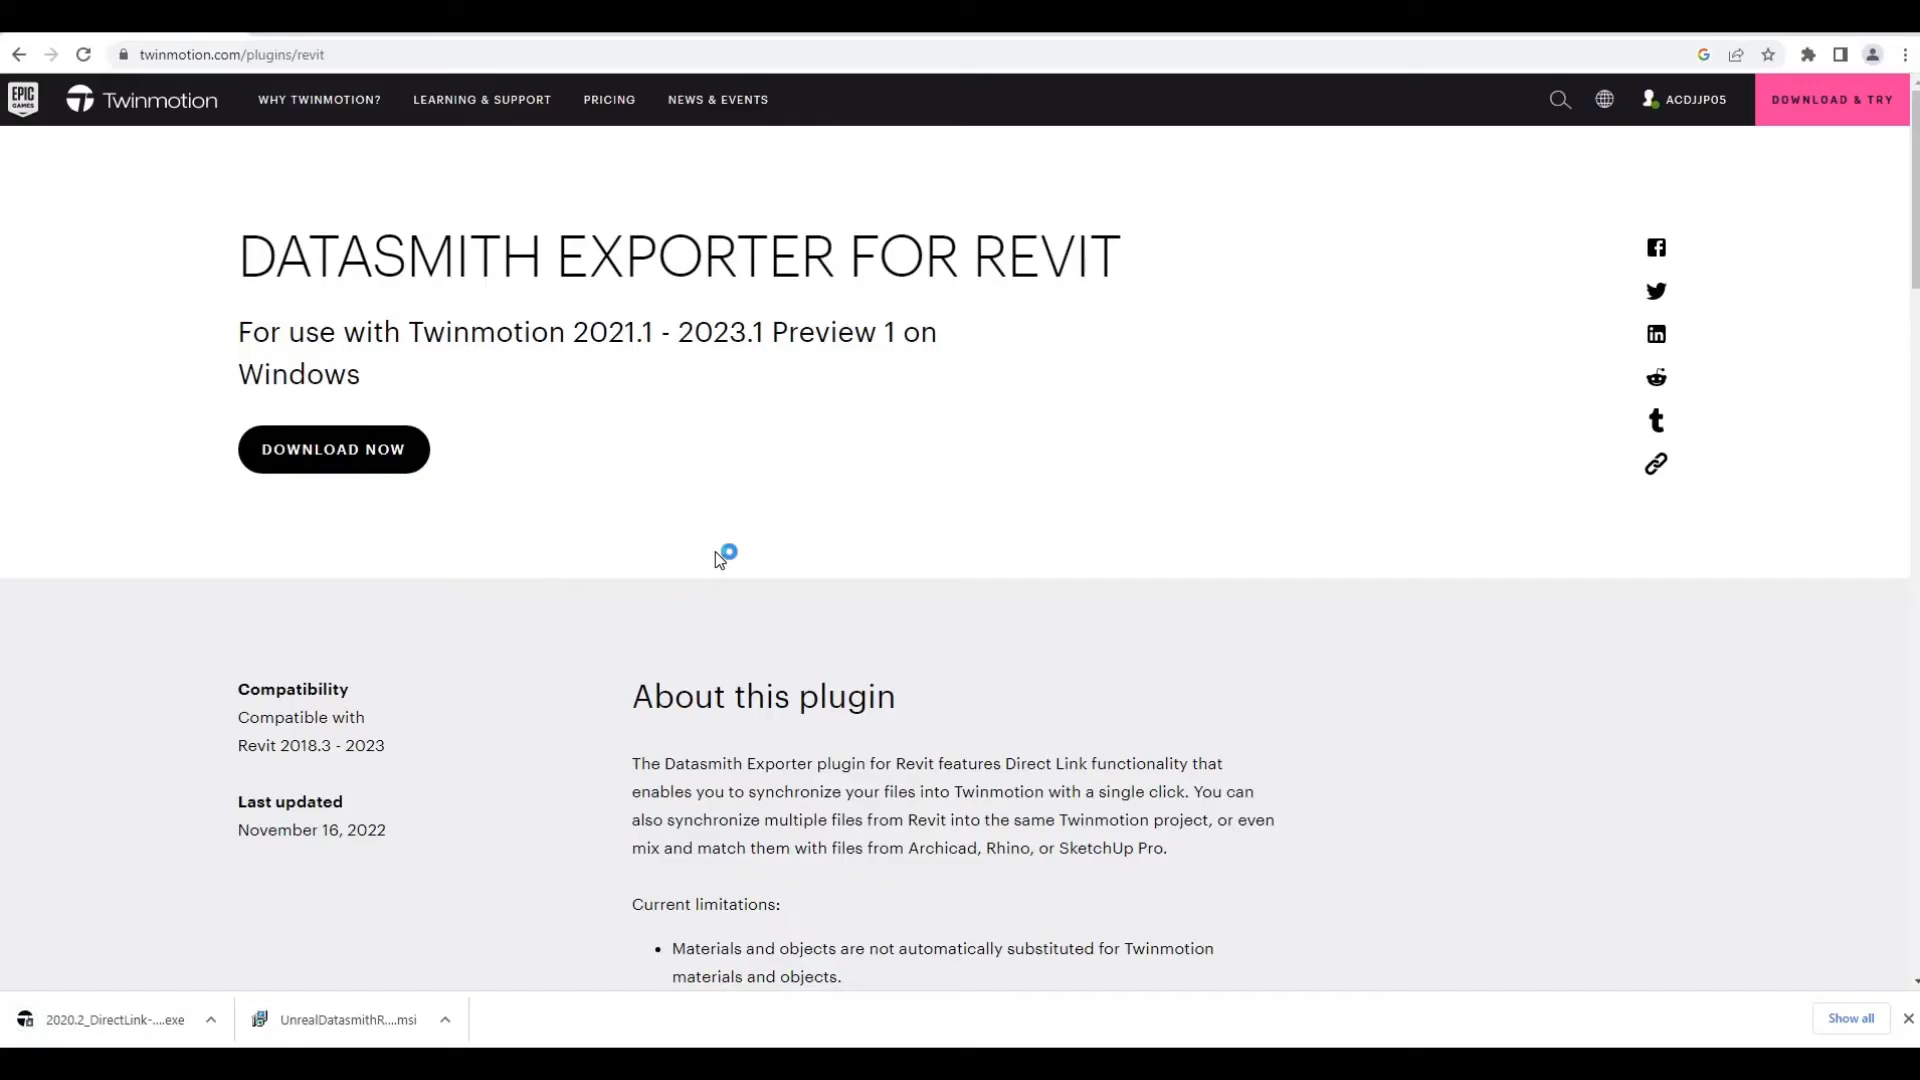 twinmotion.com/plugins/revit
EPIC GAMES
Twinmotion
WHY TWINMOTION?
LEARNING & SUPPORT
PRICING
NEWS & EVENTS
ACDJJP05
DOWNLOAD & TRY
DATASMITH EXPORTER FOR REVIT
For use with Twinmotion 2021.1 - 2023.1 Preview 1 on
Windows
DOWNLOAD NOW
Compatibility
Compatible with
Revit 2018.3 - 2023
Last updated
November 16, 2022
About this plugin
The Datasmith Exporter plugin for Revit features Direct Link functionality that
enables you to synchronize your files into Twinmotion with a single click. You can
also synchronize multiple files from Revit into the same Twinmotion project, or even
mix and match them with files from Archicad, Rhino, or SketchUp Pro.
Current limitations:
• Materials and objects are not automatically substituted for Twinmotion
materials and objects.
2020.2_DirectLink-....exe
UnrealDatasmithR....msi
Show all